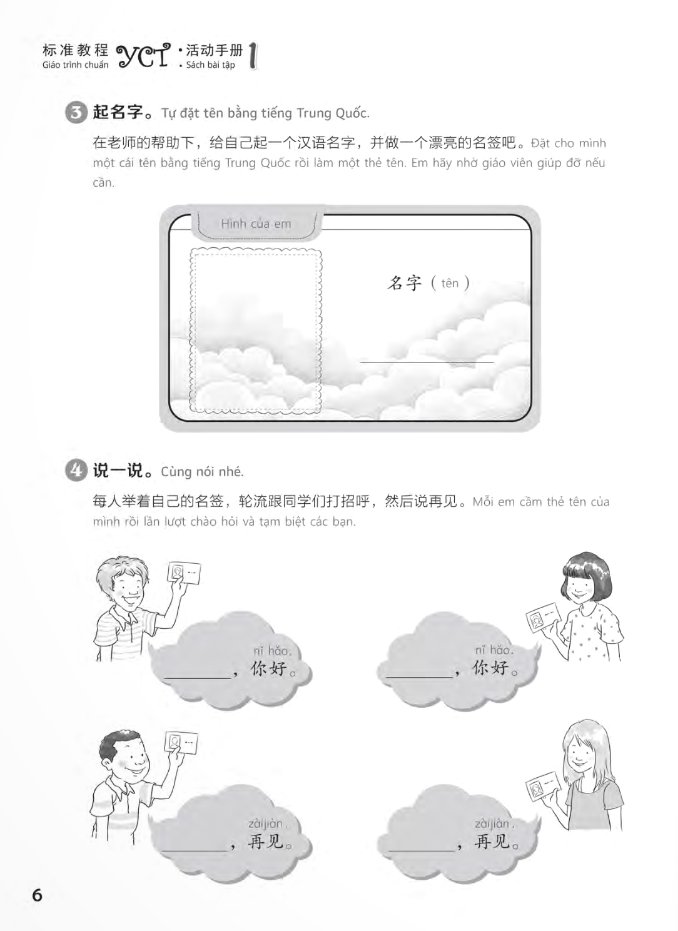 标准教程 YCT · 活动手册 1
Giáo trình chuẩn · Sách bài tập
3 起名字。Tự đặt tên bằng tiếng Trung Quốc.
在老师的帮助下，给自己起一个汉语名字，并做一个漂亮的名签吧。Đặt cho mình
một cái tên bằng tiếng Trung Quốc rồi làm một thẻ tên. Em hãy nhờ giáo viên giúp đỡ nếu
cần.
Hình của em
名字（tên）
4 说一说。Cùng nói nhé.
每人举着自己的名签，轮流跟同学们打招呼，然后说再见。Mỗi em cầm thẻ tên của
mình rồi lần lượt chào hỏi và tạm biệt các bạn.
nǐ hǎo.
，你好。
nǐ hǎo.
，你好。
zàijiàn.
，再见。
zàijiàn.
，再见。
6